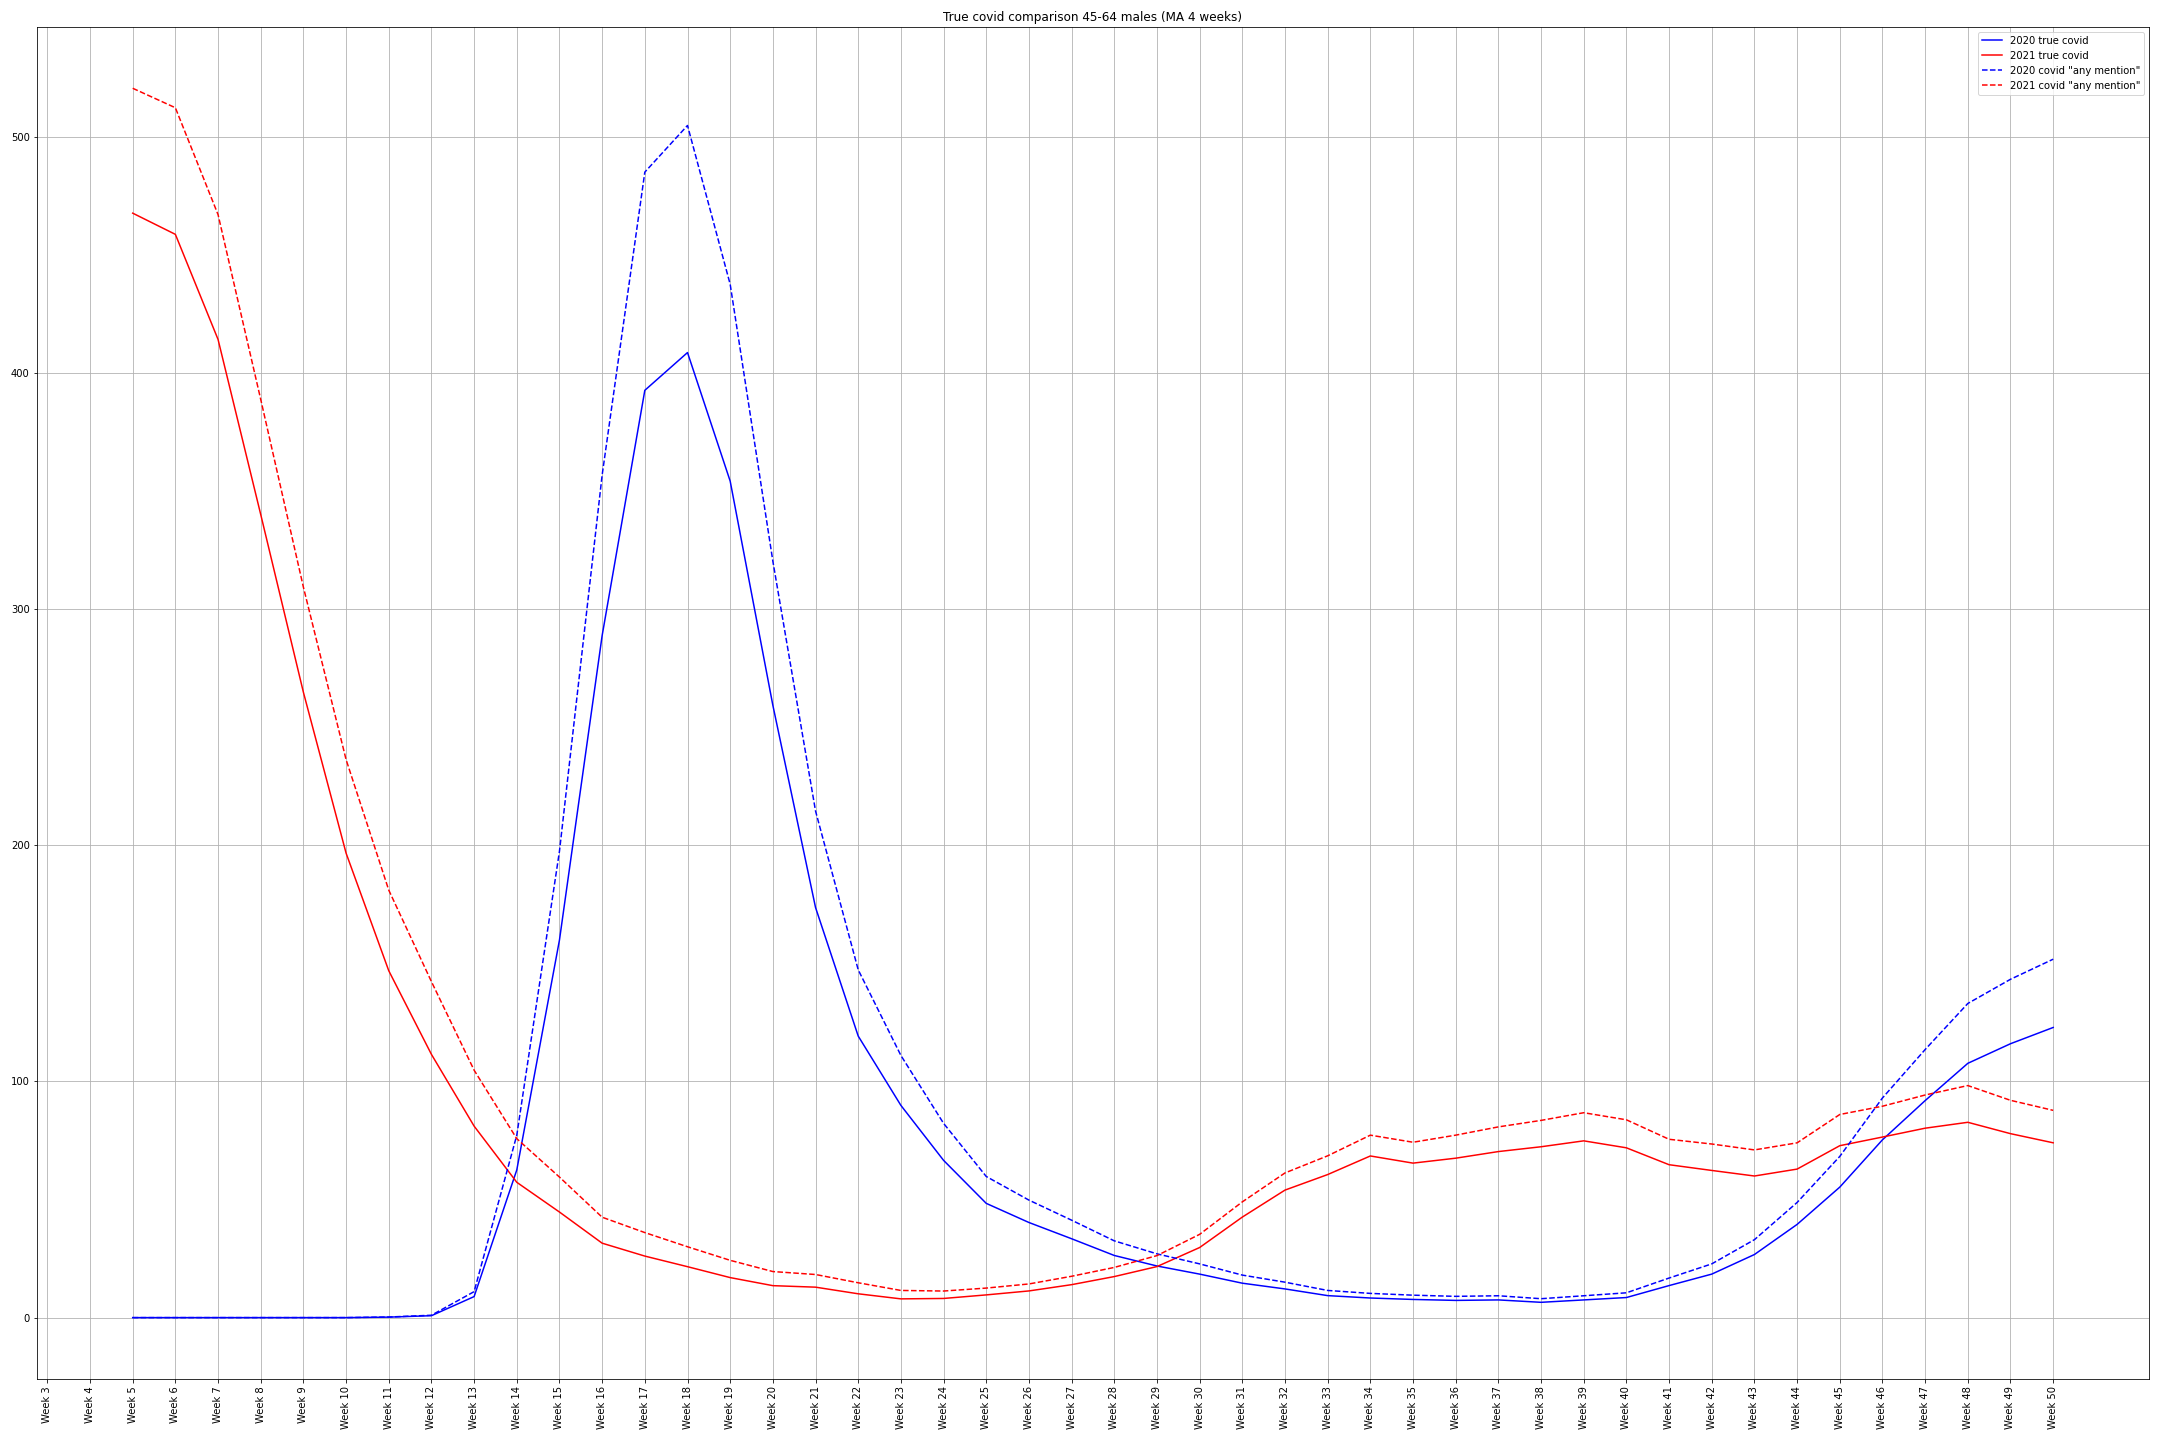 True covid comparison 45-64 males (MA 4 weeks)
2020 true covid
2021 true covid
2020 covid "any mention"
2021 covid "any mention"
500
400
300
200
100
0
Week 3
Week 4
Week 5
Week 6
Week 7
Week 8
Week 9
Week 10
Week 11
Week 12
Week 13
Week 14
Week 15
Week 16
Week 17
Week 18
Week 19
Week 20
Week 21
Week 22
Week 23
Week 24
Week 25
Week 26
Week 27
Week 28
Week 29
Week 30
Week 31
Week 32
Week 33
Week 34
Week 35
Week 36
Week 37
Week 38
Week 39
Week 40
Week 41
Week 42
Week 43
Week 44
Week 45
Week 46
Week 47
Week 48
Week 49
Week 50